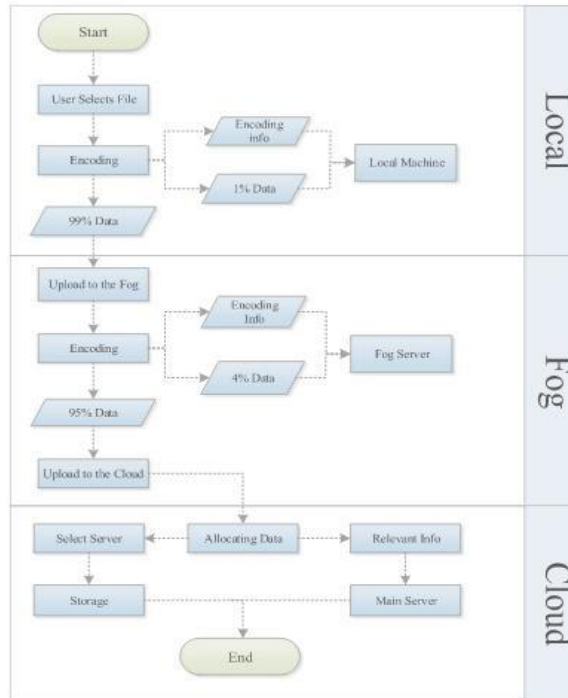 Start
User Selects File
Encoding
Encoding
info
1% Data
Local Machine
99% Data
Local
Upload to the Fog
Encoding
Encoding
Info
4% Data
Fog Server
95% Data
Upload to the Cloud
Fog
Select Server
Allocating Data
Relevant Info
Storage
Main Server
End
Cloud